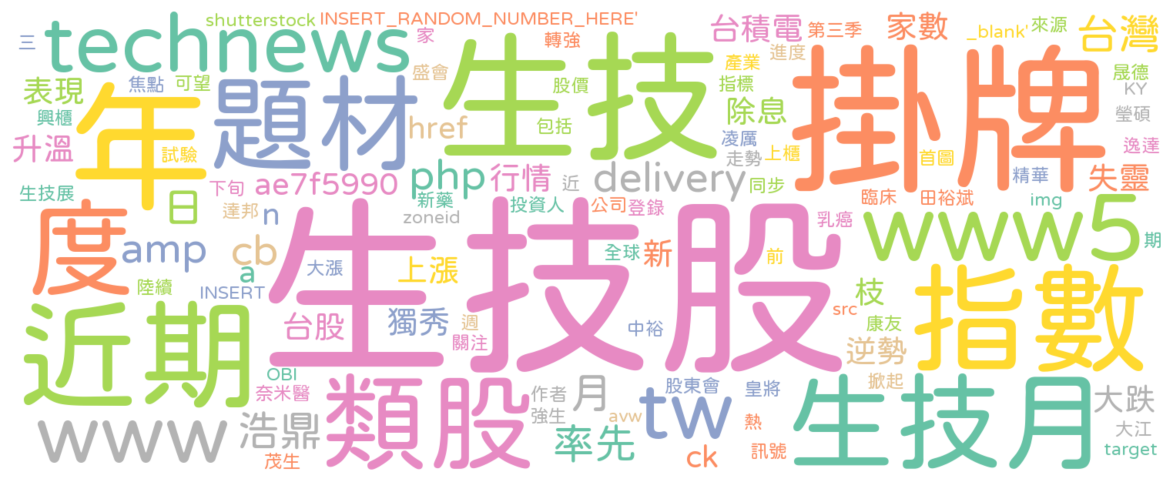 shutterstock INSERT_RANDOM_NUMBER_HERE' 家 台積電 第三季 家數 _blank' 來源 台灣
三 technews 轉強 產業 進度
表現 焦點 可望 盛會 生技 股價 指標 掛牌 晟德 KY
興櫃 年 題材 href 包括 除息 瑩碩
升溫 試驗 凌厲 走勢 上櫃 首圖 逸達
生技展 日 下旬 ae7f5990 php 行情 近 delivery 同步 精華 失靈
達邦 n 新藥 zoneid 投資人 公司 登錄 臨床 田裕斌 img
度 amp cb 乳癌 www5 期
a 大漲 上漲 生技股 全球 新 前
陸續 INSERT 枝 指數
近期 台股 獨秀 週 關注 中裕 src 康友 逆勢
OBI 掀起
奈米醫 類股 作者 月 股東會 皇將 生技月 大跌
www 浩鼎 強生 avw tw 熱 大江
茂生 率先 ck 訊號 target